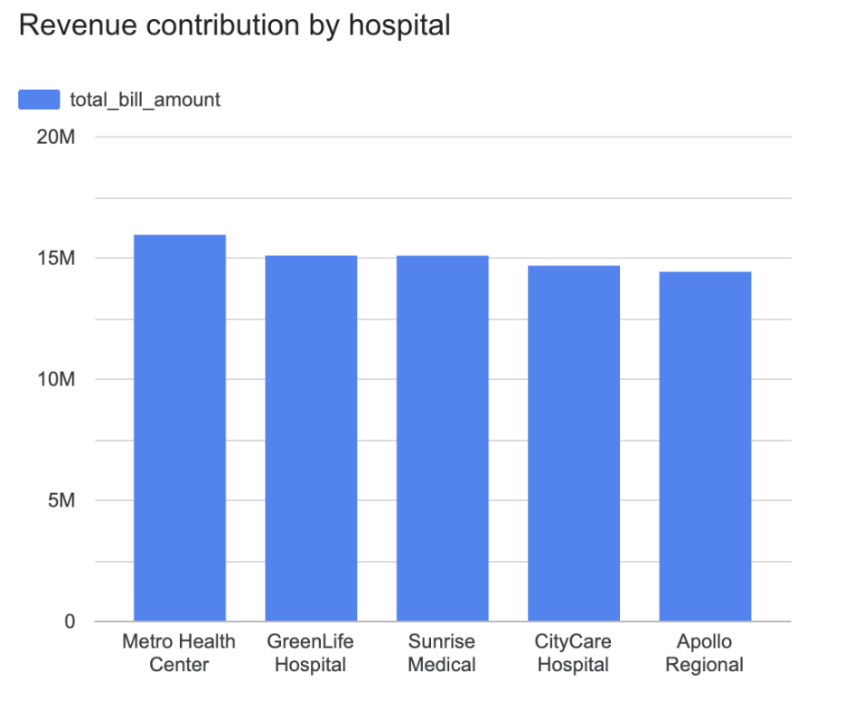 Revenue contribution by hospital
total_bill_amount
20M
15M
10M
5M
0
Metro Health
Center
GreenLife
Hospital
Sunrise
Medical
CityCare
Hospital
Apollo
Regional